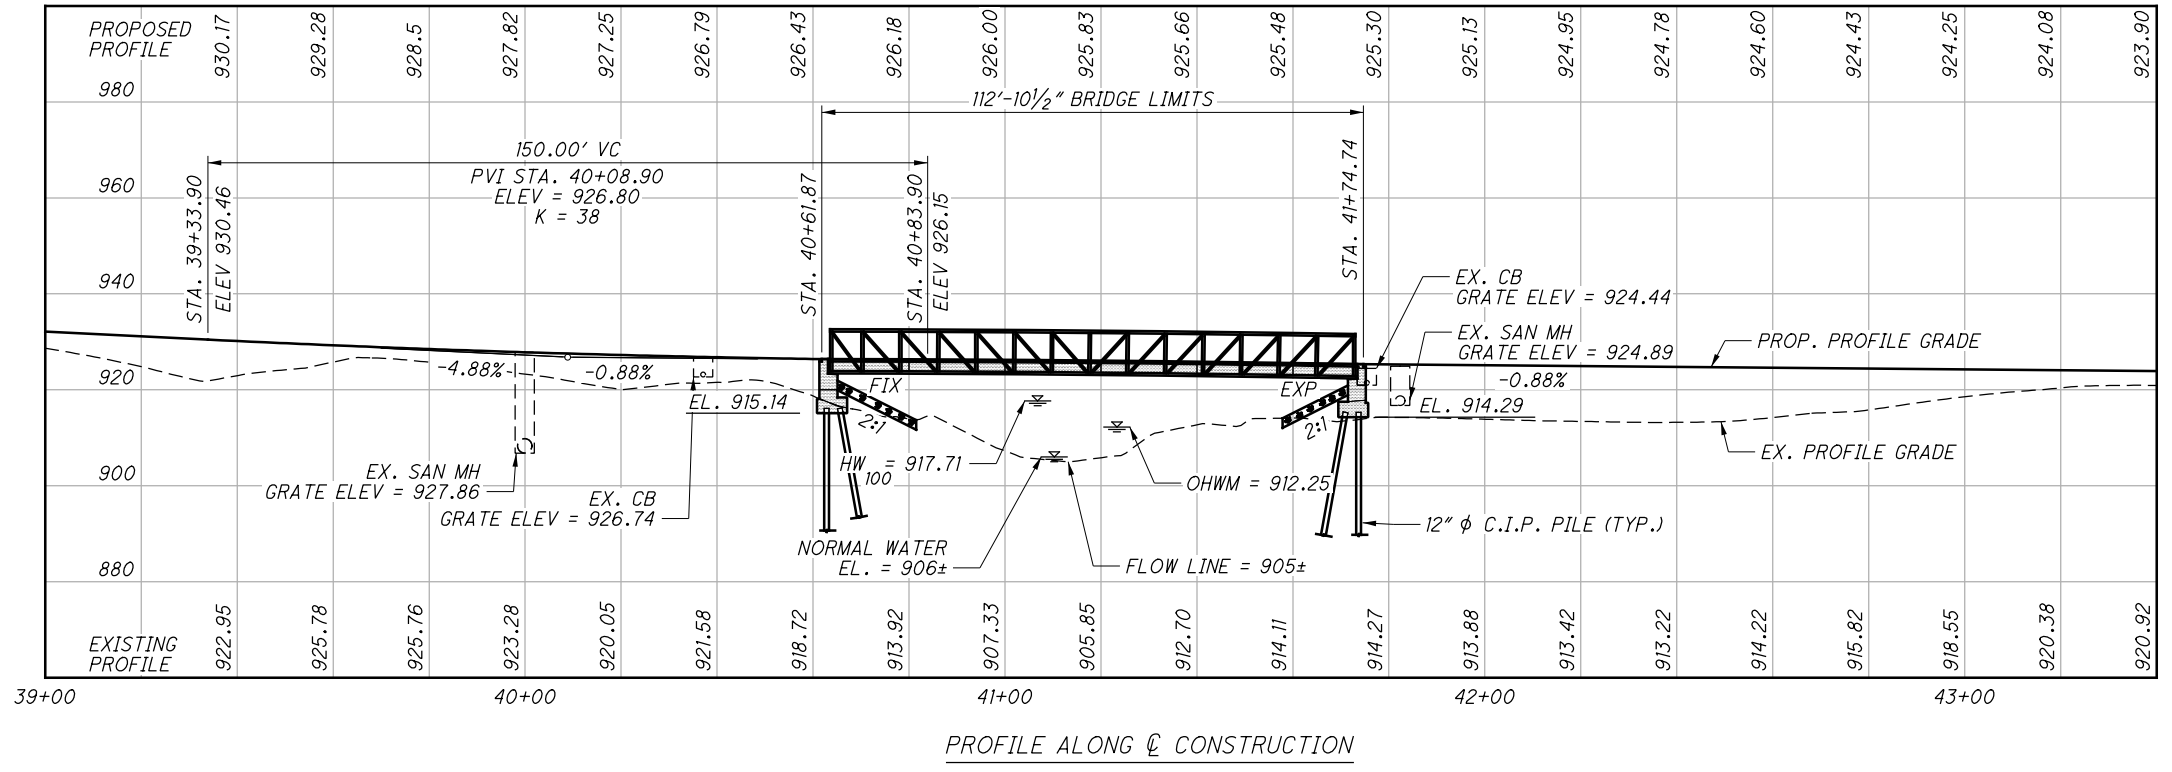 PROPOSED
PROFILE
930.17 929.28 928.5 927.82 927.25 926.79 926.43 926.18 926.00 925.83 925.66 925.48 925.30 925.13 924.95 924.78 924.60 924.43 924.25 924.08 923.90
980
112'-10 1/2" BRIDGE LIMITS
150.00' VC
PVI STA. 40+08.90
ELEV = 926.80
K = 38
960
STA. 39+33.90
ELEV 930.46
STA. 40+61.87
STA. 40+83.90
ELEV 926.15
STA. 41+74.74
940
EX. CB
GRATE ELEV = 924.44
EX. SAN MH
GRATE ELEV = 924.89
PROP. PROFILE GRADE
920
-4.88%
-0.88%
FIX
EXP
-0.88%
EL. 915.14
EL. 914.29
2:1
2:1
HW100 = 917.71
OHWM = 912.25
EX. PROFILE GRADE
900
EX. SAN MH
GRATE ELEV = 927.86
EX. CB
GRATE ELEV = 926.74
12" ϕ C.I.P. PILE (TYP.)
NORMAL WATER
EL. = 906±
FLOW LINE = 905±
880
EXISTING
PROFILE
922.95 925.78 925.76 923.28 920.05 921.58 918.72 913.92 907.33 905.85 912.70 914.11 914.27 913.88 913.42 913.22 914.22 915.82 918.55 920.38 920.92
39+00 40+00 41+00 42+00 43+00
PROFILE ALONG ℄ CONSTRUCTION